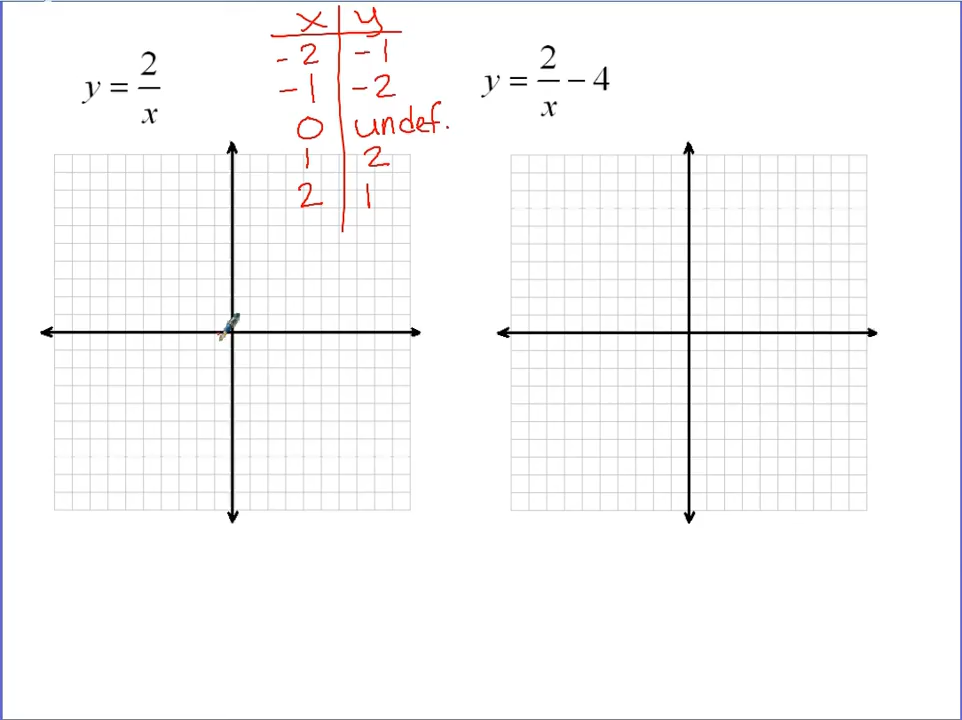 y = 2/x
x y
-2 -1
-1 -2
0 undef.
1 2
2 1
y = 2/x - 4